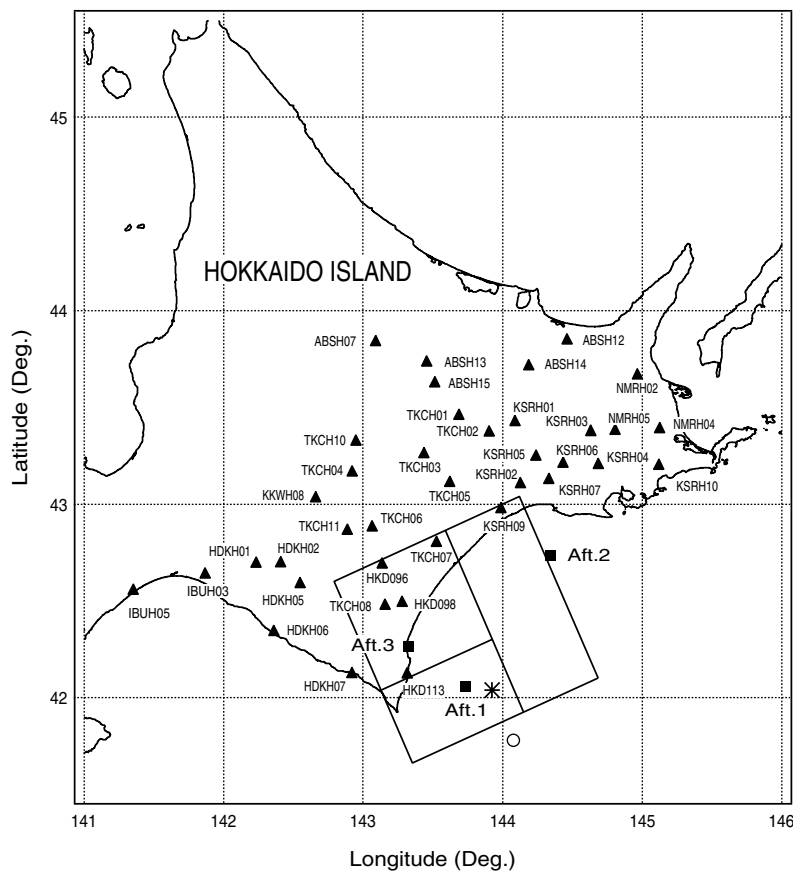 45
HOKKAIDO ISLAND
44
ABSH07
ABSH12
ABSH13
ABSH14
ABSH15
NMRH02
TKCH01
KSRH01
TKCH02
KSRH03
NMRH05
NMRH04
TKCH10
KSRH05
KSRH06
KSRH04
TKCH03
TKCH04
KSRH02
KSRH07
KSRH10
TKCH05
KKWH08
43
TKCH06
TKCH11
KSRH09
HDKH01
HDKH02
TKCH07
Aft.2
HKD096
IBUH03
HDKH05
IBUH05
TKCH08
HKD098
HDKH06
Aft.3
HDKH07
HKD113
42
Aft.1
141
142
143
144
145
146
Latitude (Deg.)
Longitude (Deg.)